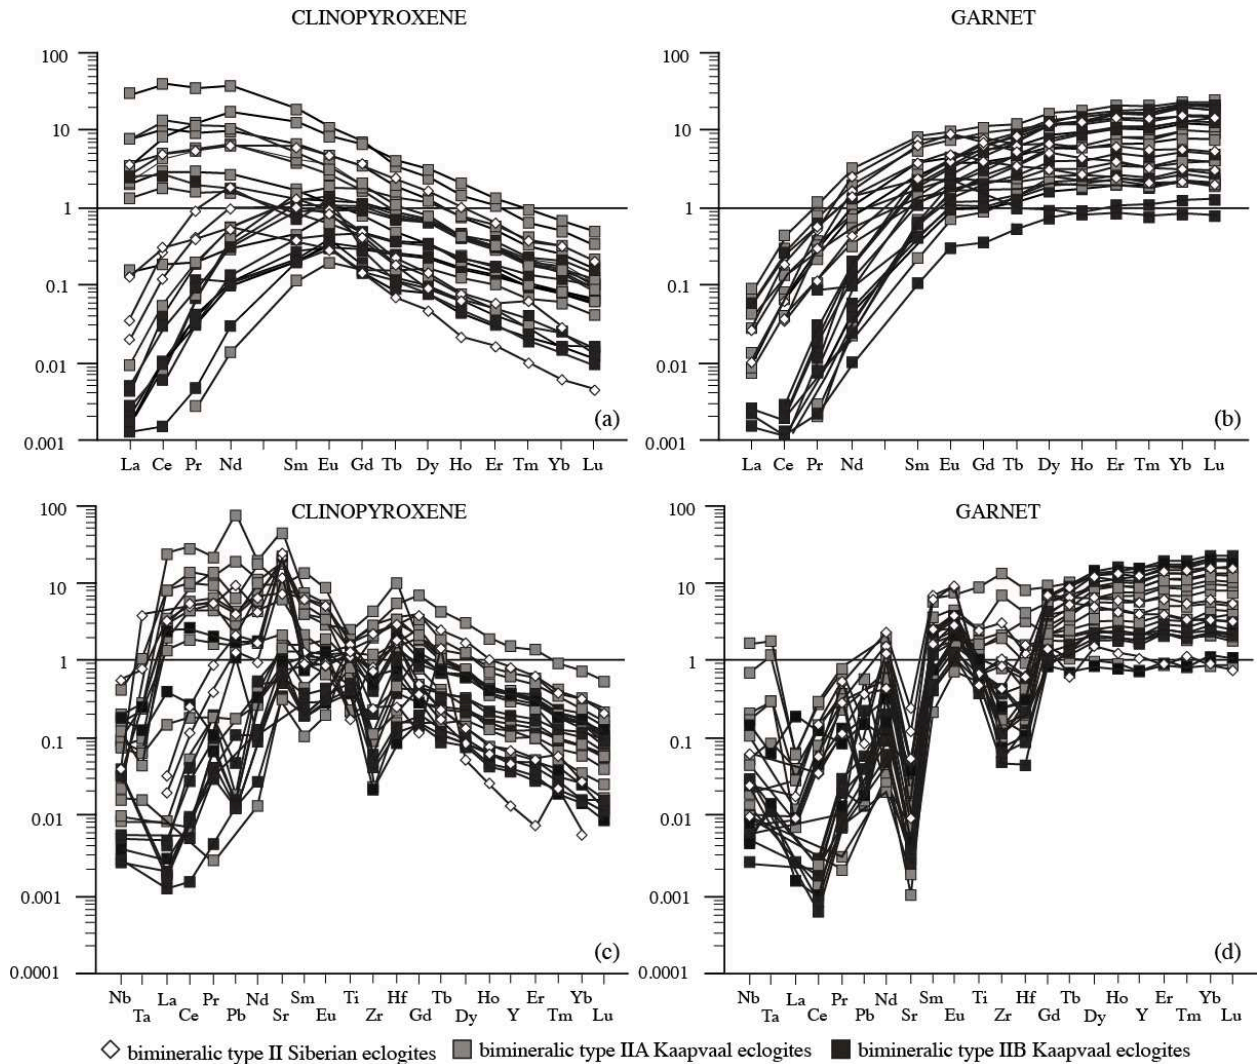 CLINOPYROXENE
GARNET
100
10
1
0.1
0.01
0.001
(a)
La Ce Pr Nd Sm Eu Gd Tb Dy Ho Er Tm Yb Lu
100
10
1
0.1
0.01
0.001
(b)
La Ce Pr Nd Sm Eu Gd Tb Dy Ho Er Tm Yb Lu
CLINOPYROXENE
GARNET
100
10
1
0.1
0.01
0.001
0.0001
(c)
Nb La Pr Nd Sm Ti Hf Tb Ho Er Yb
Ta Ce Pb Sr Eu Zr Gd Dy Y Tm Lu
100
10
1
0.1
0.01
0.001
0.0001
(d)
Nb La Pr Nd Sm Ti Hf Tb Ho Er Yb
Ta Ce Pb Sr Eu Zr Gd Dy Y Tm Lu
bimineralic type II Siberian eclogites
bimineralic type IIA Kaapvaal eclogites
bimineralic type IIB Kaapvaal eclogites